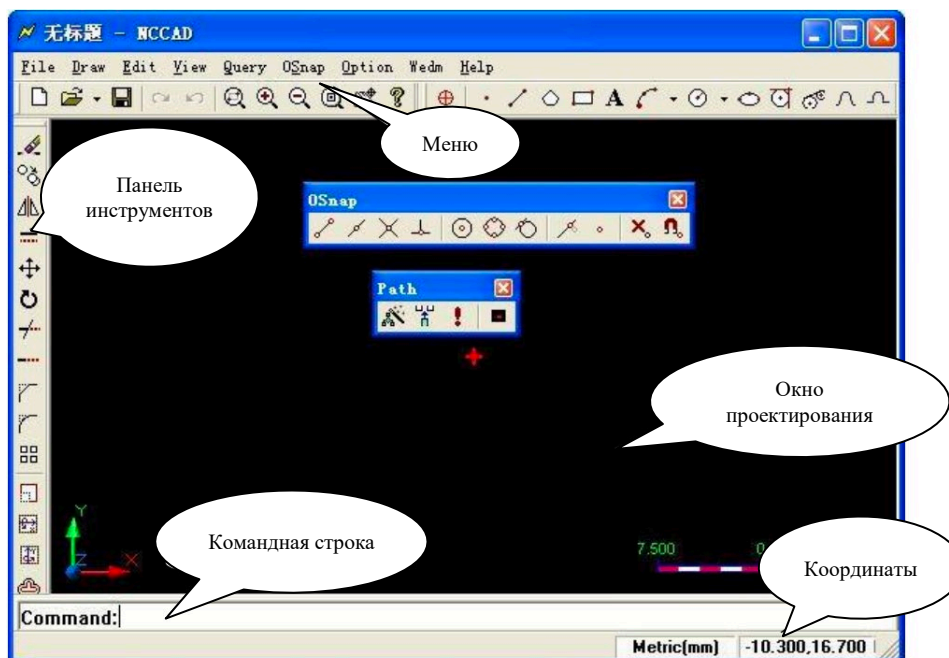 无标题 - NCCAD
File Draw Edit View Query OSnap Option Wedm Help
A
Меню
Панель
инструментов
OSnap
Path
Окно
проектирования
Y
Z X
Командная строка
7.500
Координаты
Command:
Metric(mm) -10.300,16.700